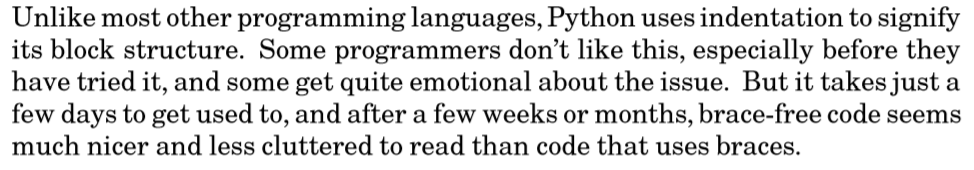 Unlike most other programming languages, Python uses indentation to signify
its block structure. Some programmers don’t like this, especially before they
have tried it, and some get quite emotional about the issue. But it takes just a
few days to get used to, and after a few weeks or months, brace-free code seems
much nicer and less cluttered to read than code that uses braces.